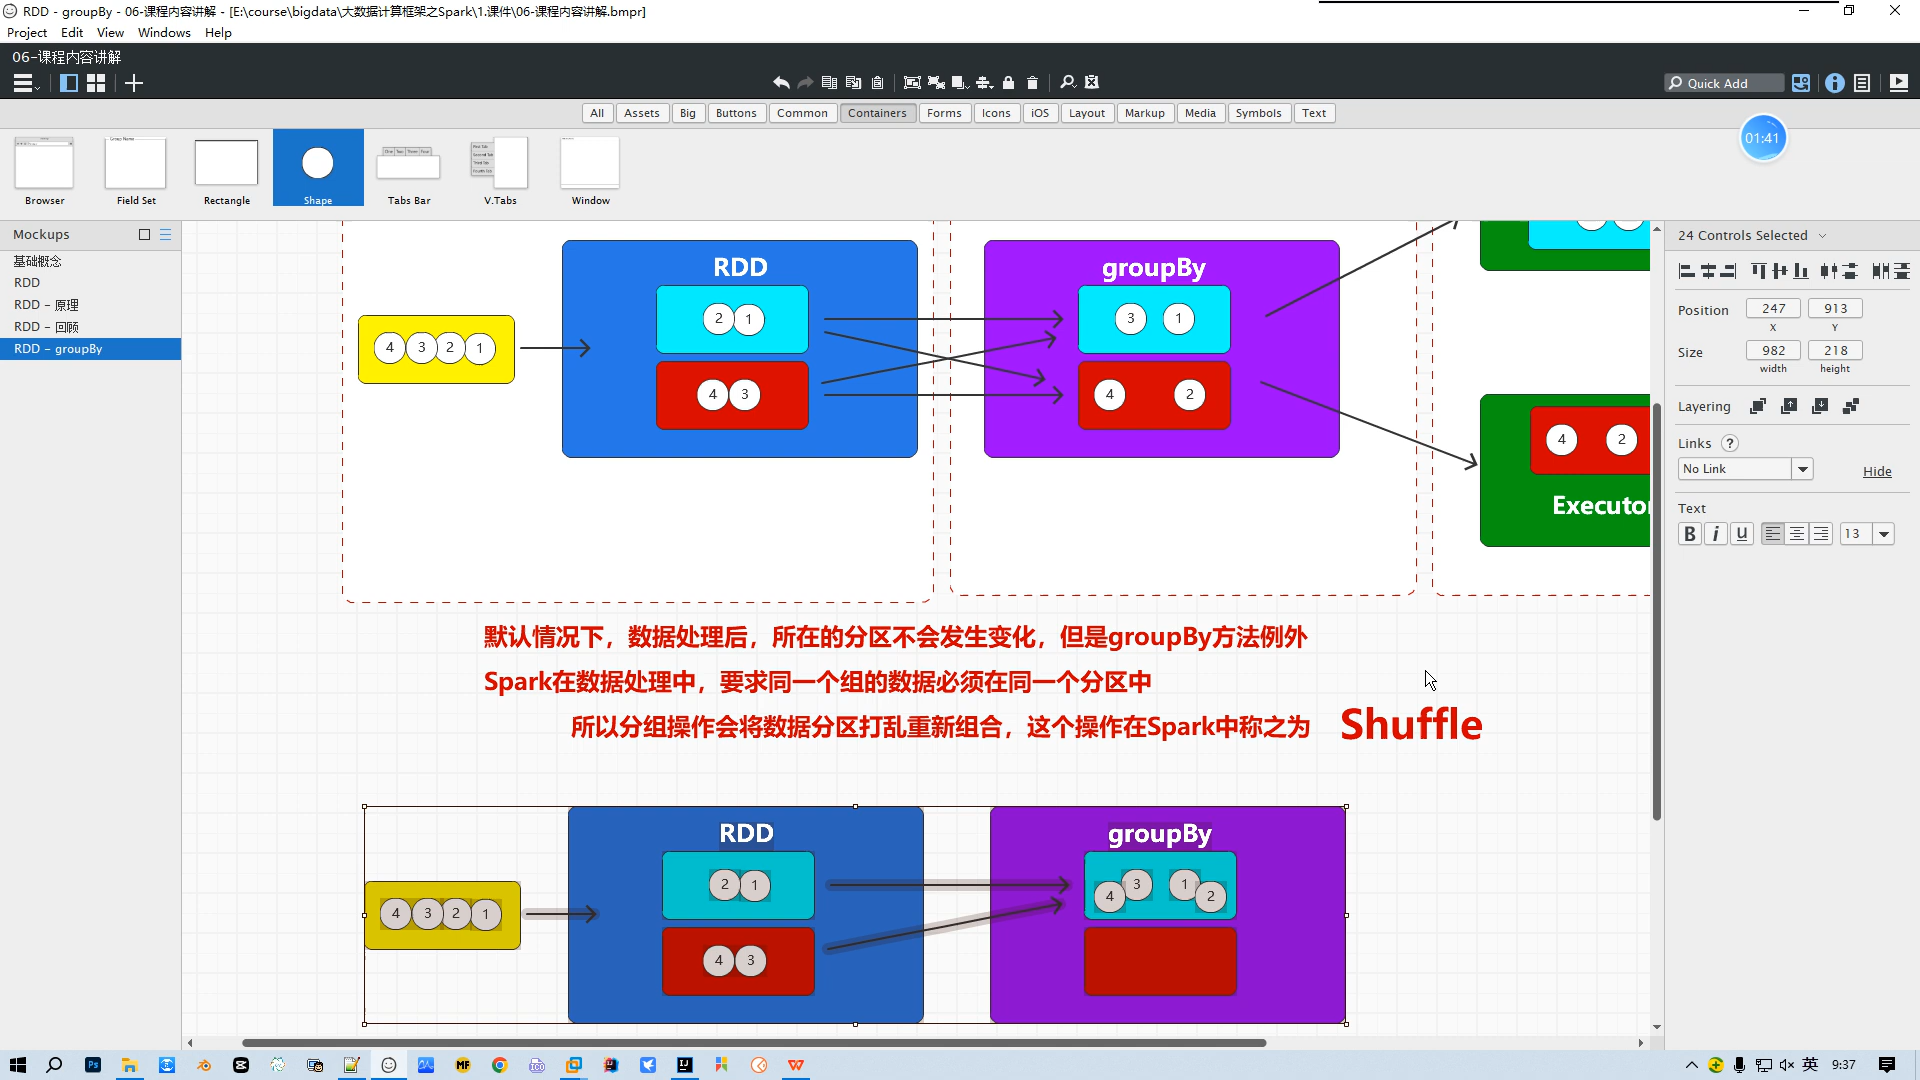 RDD - groupBy - 06-课程内容讲解 - [E:\course\bigdata\大数据计算框架之Spark\1.课件\06-课程内容讲解.bmpr]
Project Edit View Windows Help
06-课程内容讲解
Quick Add
All Assets Big Buttons Common Containers Forms Icons iOS Layout Markup Media Symbols Text
01:41
Browser Field Set Rectangle Shape Tabs Bar V.Tabs Window
Mockups
基础概念
RDD
RDD - 原理
RDD - 回顾
RDD - groupBy
24 Controls Selected
Position 247 913
X Y
Size 982 218
width height
Layering
Links ?
No Link Hide
Text
B i U 13
RDD groupBy
2 1 3 1
4 3 2 1
4 3 4 2
4 2
Executor
默认情况下，数据处理后，所在的分区不会发生变化，但是groupBy方法例外
Spark在数据处理中，要求同一个组的数据必须在同一个分区中
所以分组操作会将数据分区打乱重新组合，这个操作在Spark中称之为 Shuffle
RDD groupBy
2 1 4 3 1 2
4 3 2 1
4 3
英 9:37